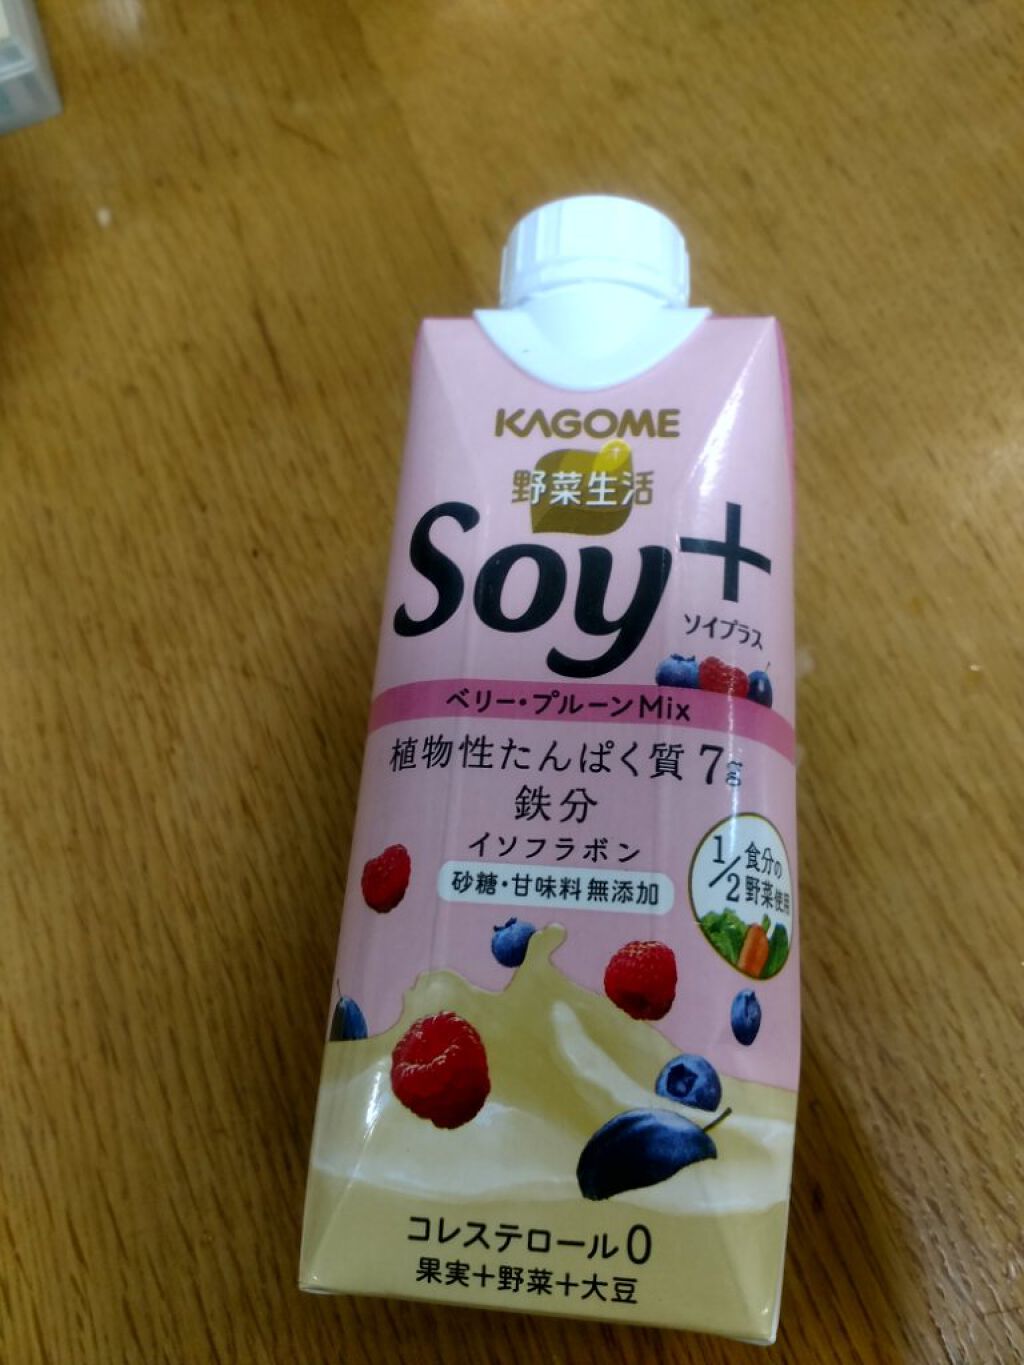 KAGOME
野菜生活
Soy+
ソイプラス
ベリー・プルーンMix
植物性たんぱく質 7g
鉄分
イソフラボン
砂糖・甘味料 無添加
1/2
食分の
野菜使用
コレステロール0
果実+野菜+大豆